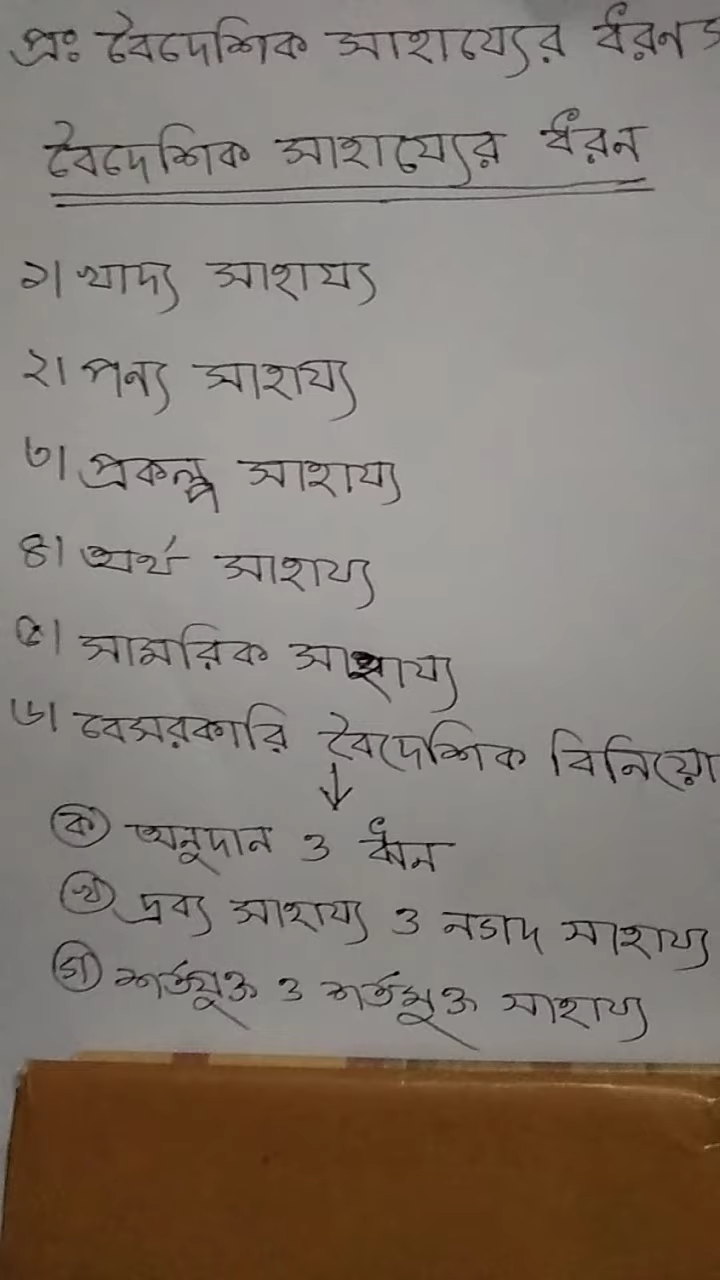 প্রঃ বৈদেশিক সাহায্যের ধরন
বৈদেশিক সাহায্যের ধরন
১। খাদ্য সাহায্য
২। পন্য সাহায্য
৩। প্রকল্প সাহায্য
৪। অর্থ সাহায্য
৫। সামরিক সাহায্য
৬। বেসরকারি বৈদেশিক বিনিয়ো
↓
ক অনুদান ও ঋন
খ দ্রব্য সাহায্য ও নগদ সাহায্য
গ শর্তযুক্ত ও শর্তমুক্ত সাহায্য